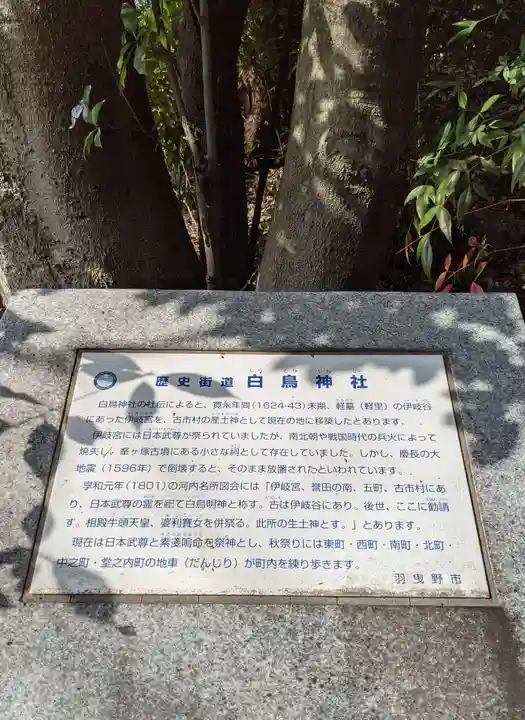 歴史街道 白鳥神社
白鳥神社の社伝によると、寛永年間(1624-43)末期、軽墓(軽里)の伊岐谷
にあった伊岐宮を、古市村の産土神として現在の地に移築したとあります。
伊岐宮には日本武尊が祭られていましたが、南北朝や戦国時代の兵火によって
焼失し、峯ヶ塚古墳にある小さな祠として存在していました。しかし、慶長の大
地震(1596年)で倒壊すると、そのまま放置されたといわれています。
享和元年(1801)の河内名所図会には「伊岐宮、誉田の南、五町、古市村にあ
り、日本武尊の霊を祀て白鳥明神と称す。古は伊岐谷にあり。後世、ここに勧請
す。相殿牛頭天皇、婆利賽女を併祭る。此所の生土神とす。」とあります。
現在は日本武尊と素戔嗚命を祭神とし、秋祭りには東町・西町・南町・北町・
中之町・堂之内町の地車(だんじり)が町内を練り歩きます。
羽曳野市